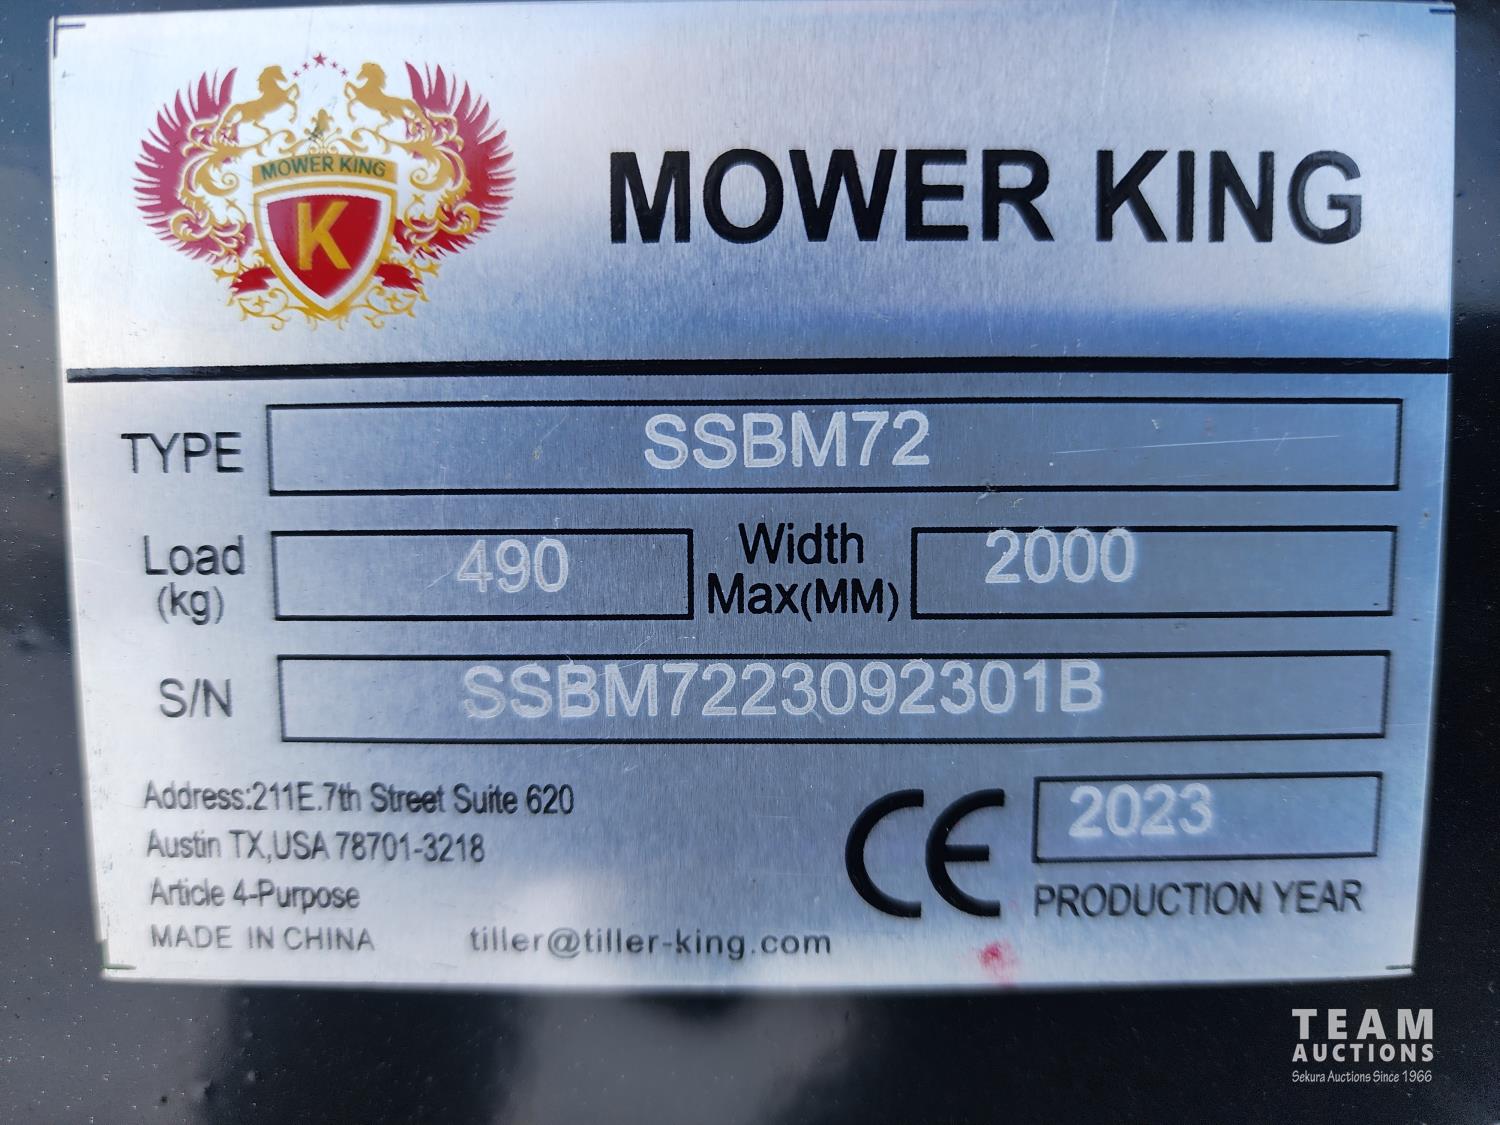 MOWER KING
K
MOWER KING
TYPE SSBM72
Load (kg) 490 Width Max(MM) 2000
S/N SSBM72230092301B
Address:211E.7th Street Suite 620
Austin TX,USA 78701-3218
Article 4-Purpose
MADE IN CHINA tiller@tiller-king.com
CE 2023
PRODUCTION YEAR
TEAM
AUCTIONS
Sekura Auctions Since 1966